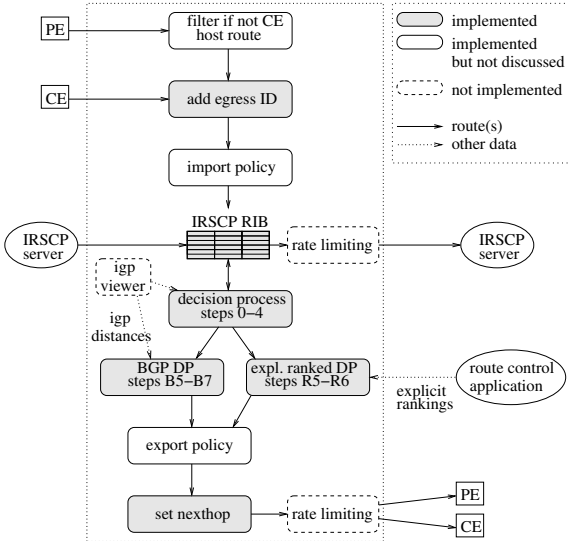 PE
filter if not CE
host route
CE
add egress ID
import policy
IRSCP RIB
IRSCP
server
rate limiting
IRSCP
server
igp
viewer
decision process
steps 0−4
igp
distances
BGP DP
steps B5−B7
expl. ranked DP
steps R5−R6
route control
application
explicit
rankings
export policy
set nexthop
rate limiting
PE
CE
implemented
implemented
but not discussed
not implemented
route(s)
other data